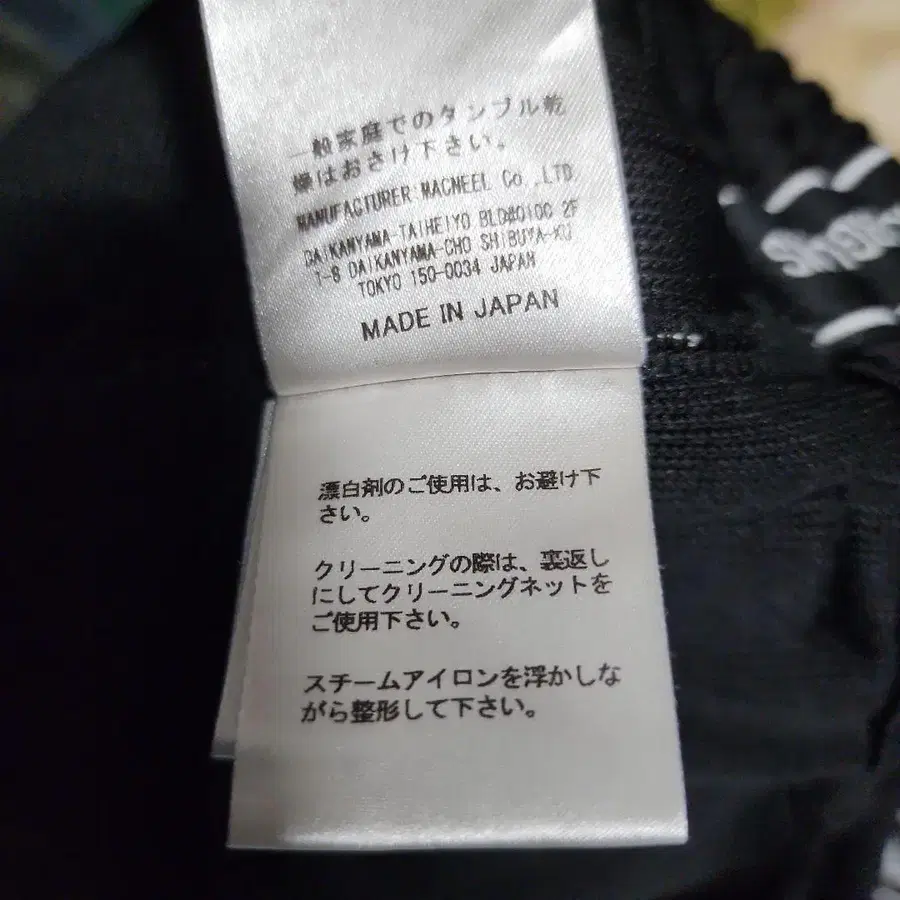 一般家庭でのタンブル乾
燥はおさけ下さい。
MANUFACTURER:MACNEEL Co.,LTD.
DAIKANYAMA-TAIHEIYO BLD#010C 2F
1-8 DAIKANYAMA-CHO SHIBUYA-KU
TOKYO 150-0034 JAPAN
MADE IN JAPAN
漂白剤のご使用は、お避け下
さい。
クリーニングの際は、裏返し
にしてクリーニングネットを
ご使用下さい。
スチームアイロンを浮かしな
がら整形して下さい。